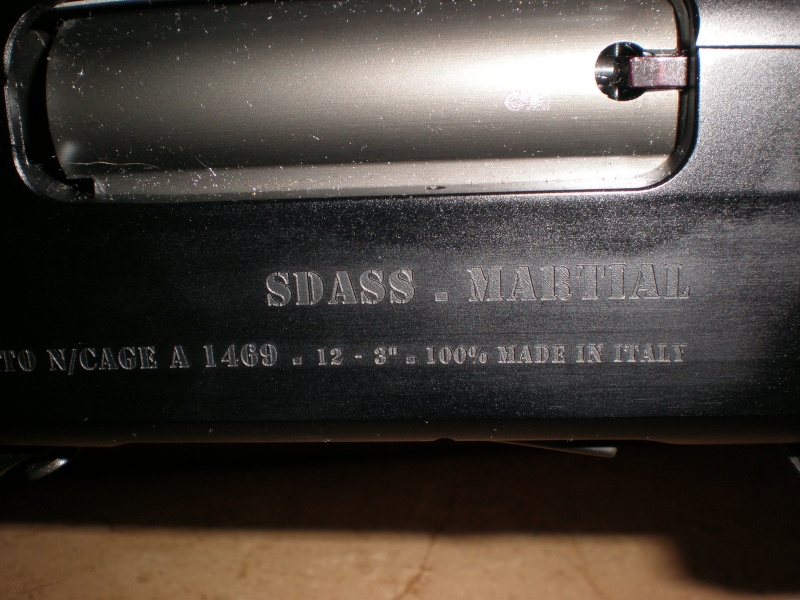 SDASS - MARTIAL
TO N/CAGE A 1469 - 12 - 3" - 100% MADE IN ITALY